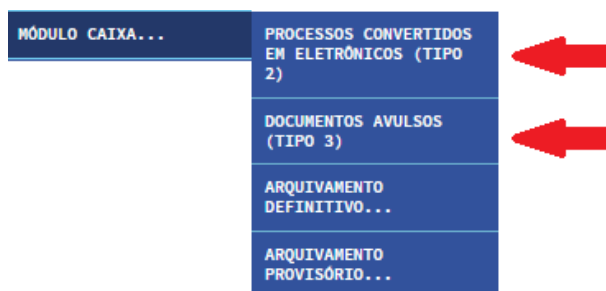 MÓDULO CAIXA...
PROCESSOS CONVERTIDOS
EM ELETRÔNICOS (TIPO
2)
DOCUMENTOS AVULSOS
(TIPO 3)
ARQUIVAMENTO
DEFINITIVO...
ARQUIVAMENTO
PROVISÓRIO...